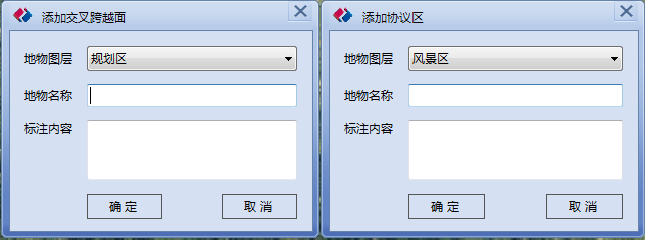 添加交叉跨越面
地物图层 规划区
地物名称
标注内容
确 定 取 消
添加协议区
地物图层 风景区
地物名称
标注内容
确 定 取 消